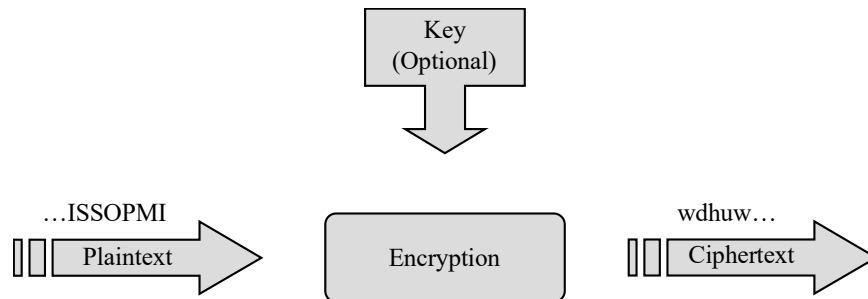 Key
(Optional)
…ISSOPMI
wdhuw…
Plaintext
Encryption
Ciphertext